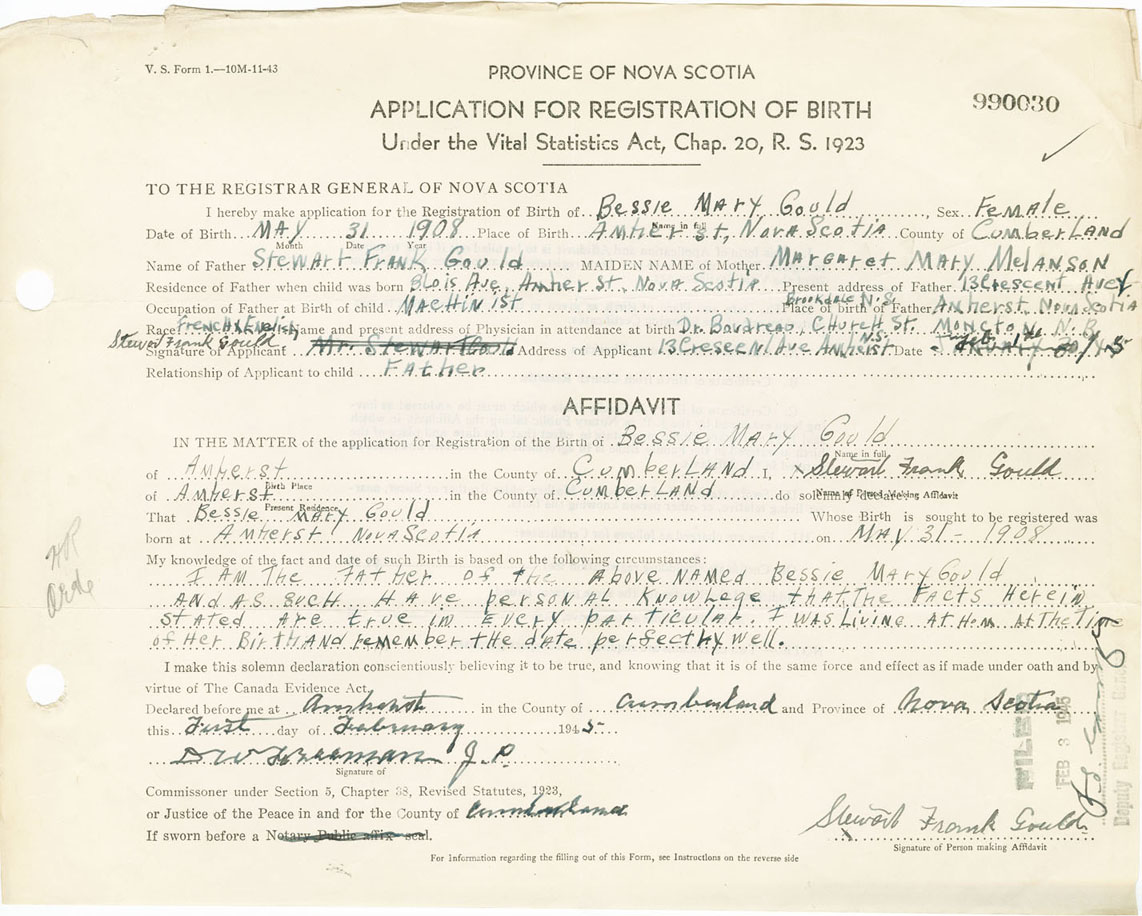 V. S. Form 1.—10M-11-43
PROVINCE OF NOVA SCOTIA
990030
APPLICATION FOR REGISTRATION OF BIRTH
Under the Vital Statistics Act, Chap. 20, R. S. 1923
TO THE REGISTRAR GENERAL OF NOVA SCOTIA
I hereby make application for the Registration of Birth of Bessie Mary Gould, Sex Female
Name in full
Date of Birth MAY 31 1908 Place of Birth Amherst, Nova Scotia County of Cumberland
Month Date Year
Name of Father Stewart Frank Gould MAIDEN NAME of Mother Margaret Mary Melanson
Residence of Father when child was born Blois Ave, Amherst, Nova Scotia Present address of Father 13 Crescent Ave
Amherst Nova Scotia
Occupation of Father at Birth of child Machinist Place of birth of Father Brookdale N.S.
Moncton N.B.
Race French & English Name and present address of Physician in attendance at birth Dr. Boudreau, Church St.
Stewart Frank Gould
Signature of Applicant Mr. Stewart Gould Address of Applicant 13 Crescent Ave Amherst N.S. Date Feb. 1st /45
Relationship of Applicant to child Father
AFFIDAVIT
IN THE MATTER of the application for Registration of the Birth of Bessie Mary Gould
Name in full
of Amherst in the County of Cumberland I, x Stewart Frank Gould
Birth Place
Name of Person Making Affidavit
of Amherst in the County of Cumberland do solemnly declare:
Present Residence
That Bessie Mary Gould Whose Birth is sought to be registered was
born at Amherst Nova Scotia on MAY 31 - 1908
My knowledge of the fact and date of such Birth is based on the following circumstances:
I am the father of the above named Bessie Mary Gould
and as such have personal knowlege that the facts herein
stated are true in every particular. I was living at hom at the Tim
of Her Birth and remember the date perfecthy well.
I make this solemn declaration conscientiously believing it to be true, and knowing that it is of the same force and effect as if made under oath and by
virtue of The Canada Evidence Act.
Declared before me at Amherst in the County of Cumberland and Province of Nova Scotia
this First day of February 1945
J. P.
Signature of
Commissoner under Section 5, Chapter 38, Revised Statutes, 1923,
or Justice of the Peace in and for the County of Cumberland
If sworn before a Notary Public affix seal.
Stewart Frank Gould
Signature of Person making Affidavit
For Information regarding the filling out of this Form, see Instructions on the reverse side
FILED
FEB 3 1945
Deputy Registrar General